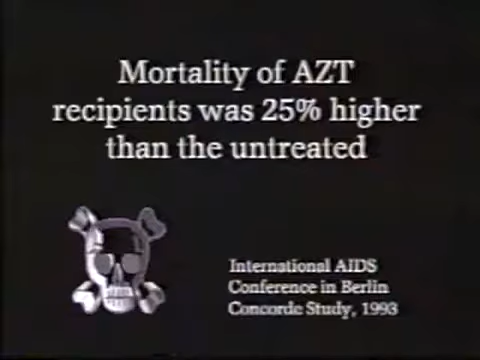 Mortality of AZT
recipients was 25% higher
than the untreated
International AIDS
Conference in Berlin
Concorde Study, 1993